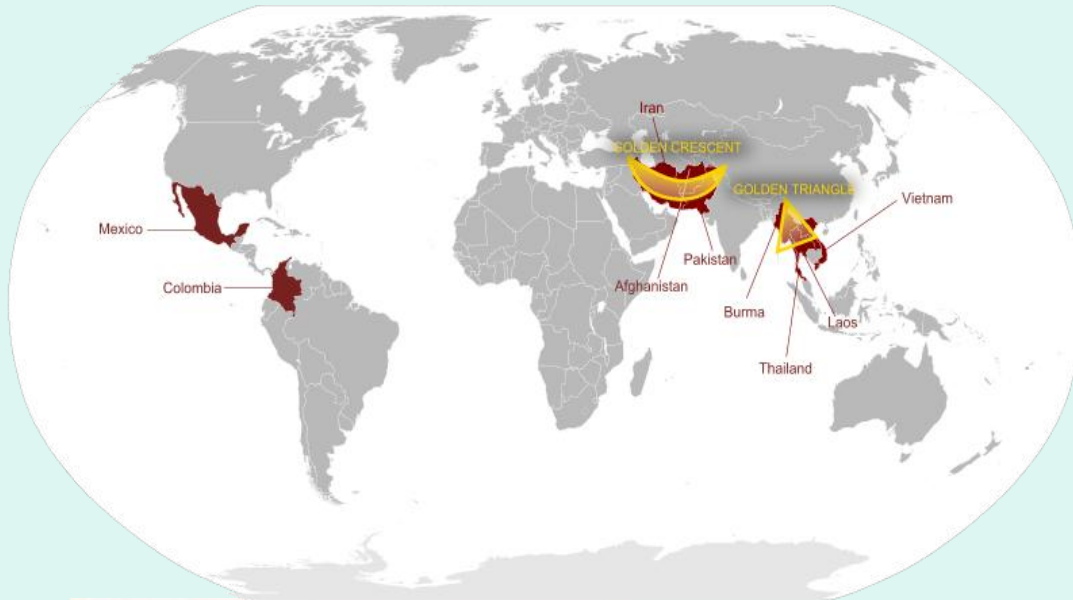 Iran
GOLDEN CRESCENT
GOLDEN TRIANGLE
Vietnam
Mexico
Pakistan
Colombia
Afghanistan
Burma
Laos
Thailand